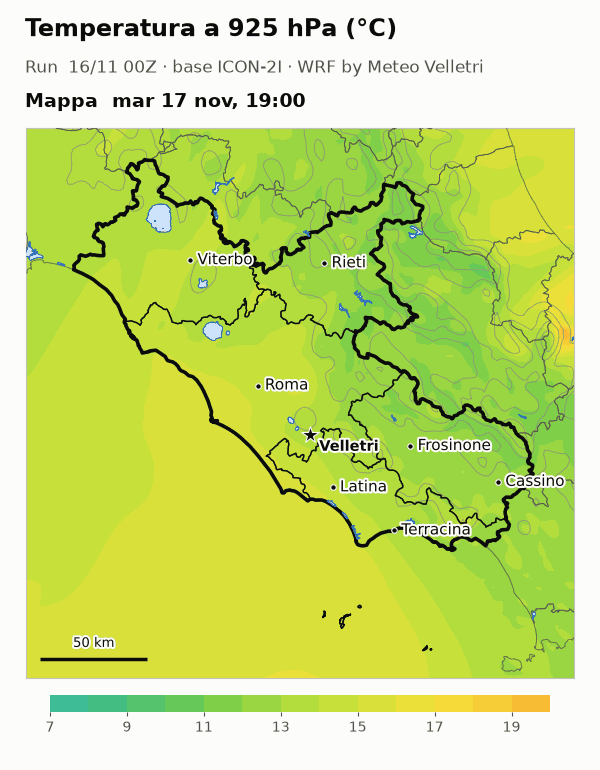 Temperatura a 925 hPa (°C)
Run 16/11 00Z · base ICON-2I · WRF by Meteo Velletri
Mappa mar 17 nov, 19:00
Viterbo
Rieti
Roma
Velletri
Frosinone
Latina
Cassino
Terracina
50 km
7 9 11 13 15 17 19